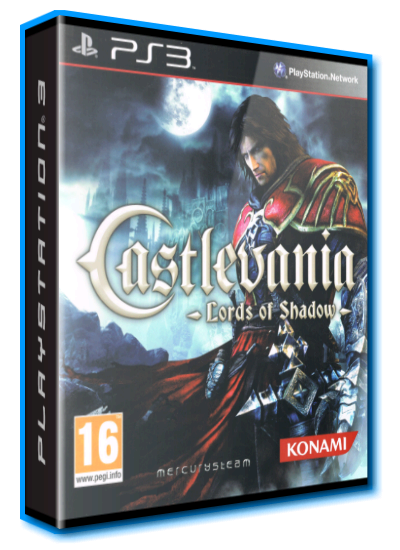 PLAYSTATION®3
PS3
PlayStation®Network
Castlevania
Lords of Shadow
16
www.pegi.info
mercurysteam
KONAMI